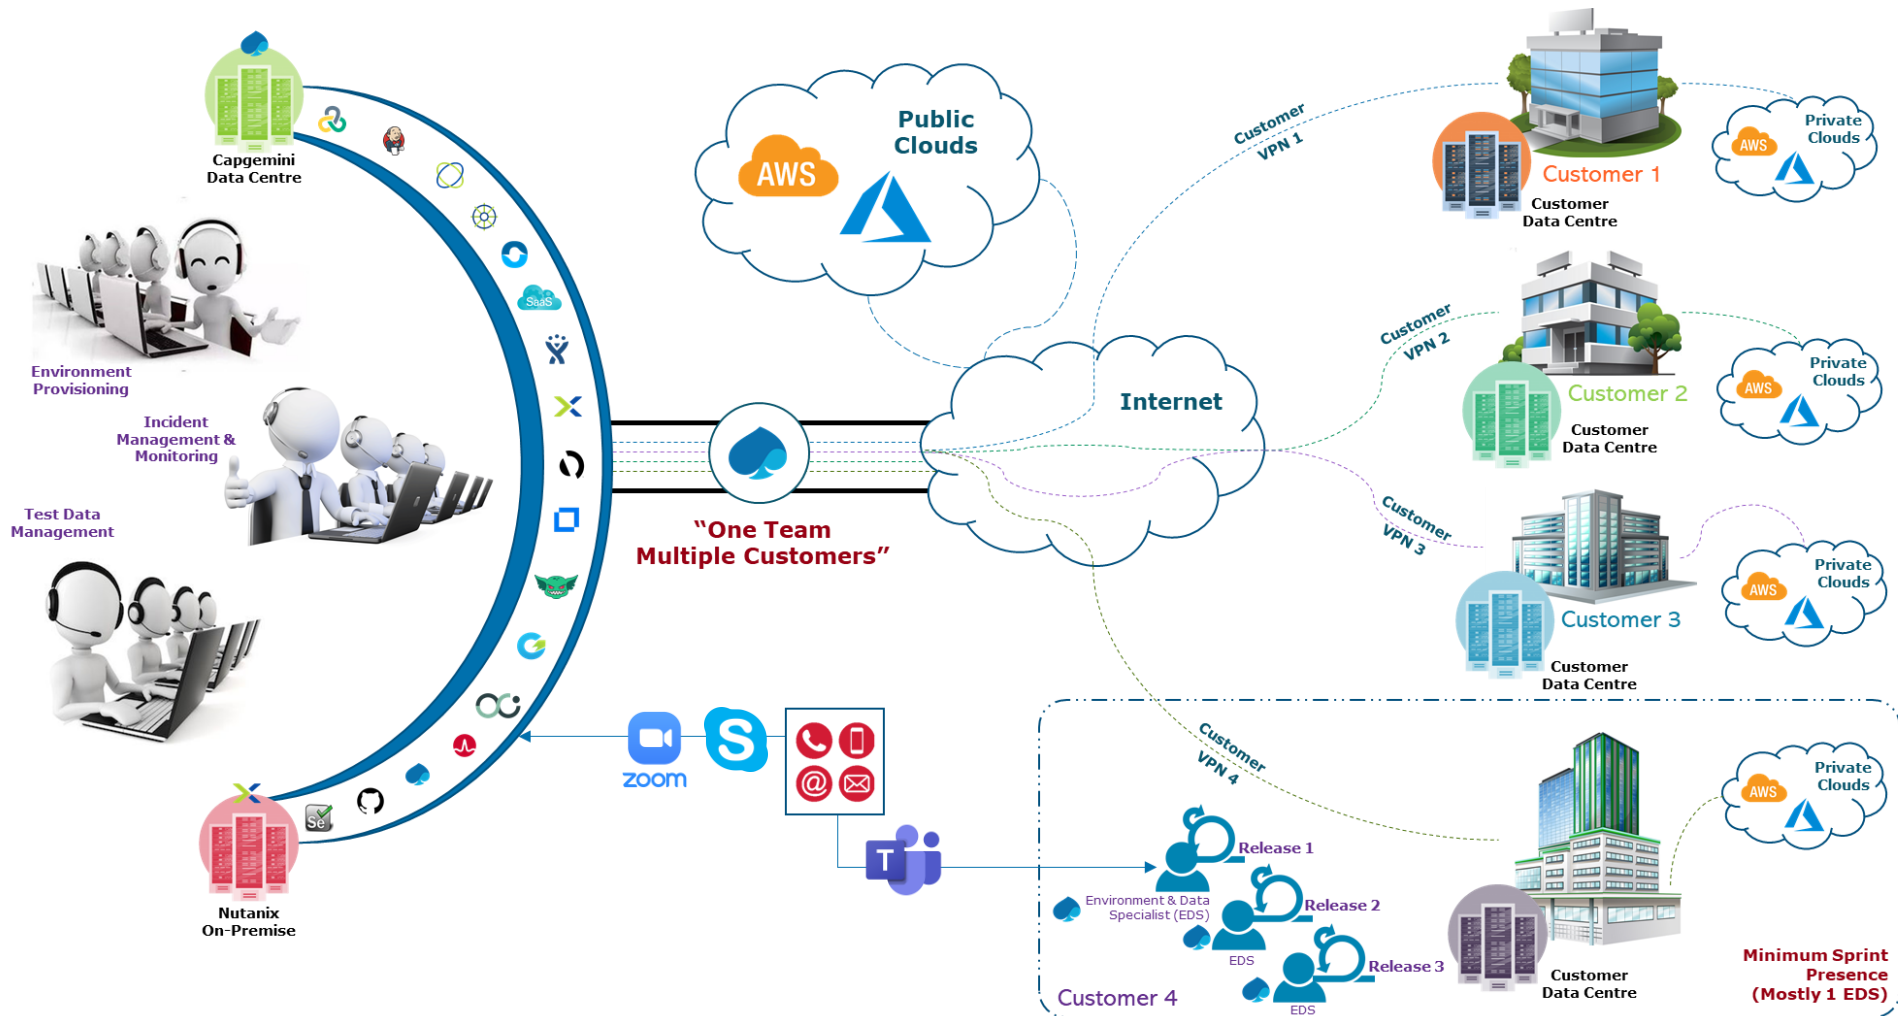 Capgemini
Data Centre
Environment
Provisioning
Incident
Management &
Monitoring
Test Data
Management
Nutanix
On-Premise
SaaS
Se
"One Team
Multiple Customers"
zoom
S
@
T
Public
Clouds
AWS
Internet
Customer
VPN 1
Customer
VPN 2
Customer
VPN 3
Customer
VPN 4
Customer 1
Customer
Data Centre
Private
Clouds
AWS
Customer 2
Customer
Data Centre
Private
Clouds
AWS
Customer 3
Customer
Data Centre
Private
Clouds
AWS
Private
Clouds
AWS
Release 1
Environment & Data
Specialist (EDS)
Release 2
EDS
Release 3
EDS
Customer 4
Customer
Data Centre
Minimum Sprint
Presence
(Mostly 1 EDS)